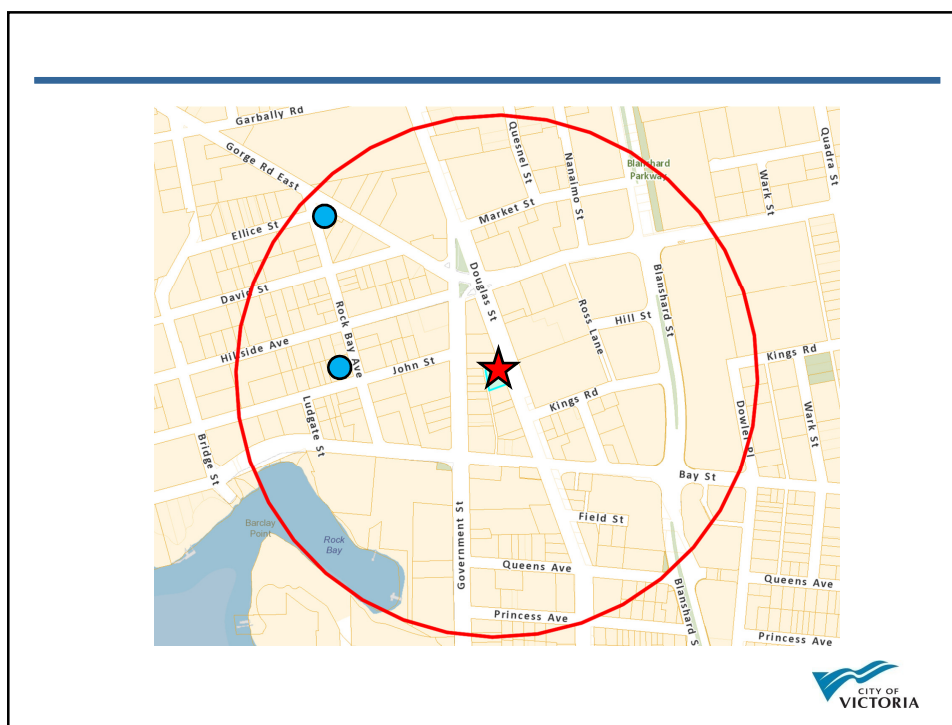 Garbally Rd
Gorge Rd East
Quesnel St
Nanaimo St
Blanshard
Parkway
Wark St
Quadra St
Ellice St
Market St
David St
Douglas St
Blanshard St
Rock Bay Ave
Ross Lane
Hill St
Hillside Ave
John St
Kings Rd
Kings Rd
Ludgate St
Dowler Pl
Wark St
Bridge St
Bay St
Government St
Field St
Barclay
Point
Rock
Bay
Queens Ave
Queens Ave
Blanshard S
Princess Ave
Princess Ave
CITY OF
VICTORIA